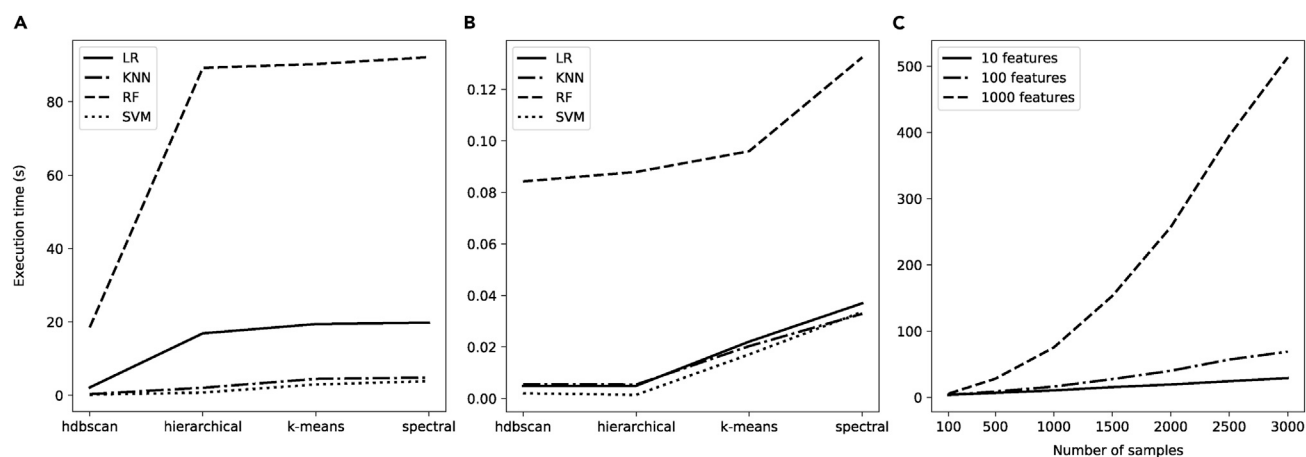 A
B
C
Execution time (s)
LR
KNN
RF
SVM
80
60
40
20
0
hdbscan
hierarchical
k-means
spectral
LR
KNN
RF
SVM
0.12
0.10
0.08
0.06
0.04
0.02
0.00
hdbscan
hierarchical
k-means
spectral
10 features
100 features
1000 features
500
400
300
200
100
0
100
500
1000
1500
2000
2500
3000
Number of samples